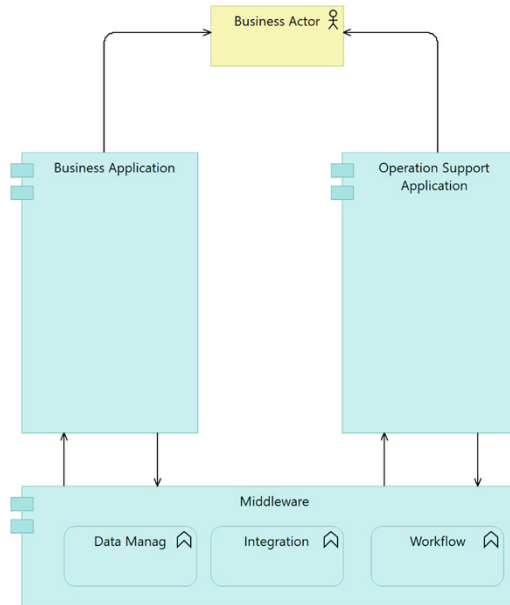 Business Actor
Business Application
Operation Support
Application
Middleware
Data Manag
Integration
Workflow